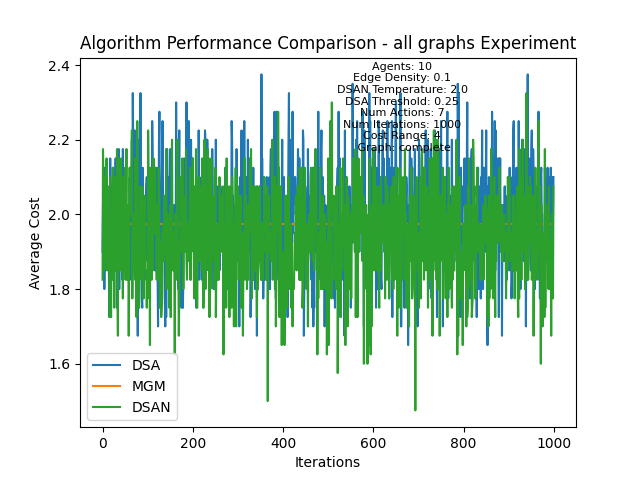 Algorithm Performance Comparison - all graphs Experiment
Agents: 10
Edge Density: 0.1
DSAN Temperature: 2.0
DSA Threshold: 0.25
Num Actions: 7
Num Iterations: 1000
Cost Range: 4
Graph: complete
2.4
2.2
2.0
1.8
1.6
Average Cost
DSA
MGM
DSAN
0
200
400
600
800
1000
Iterations